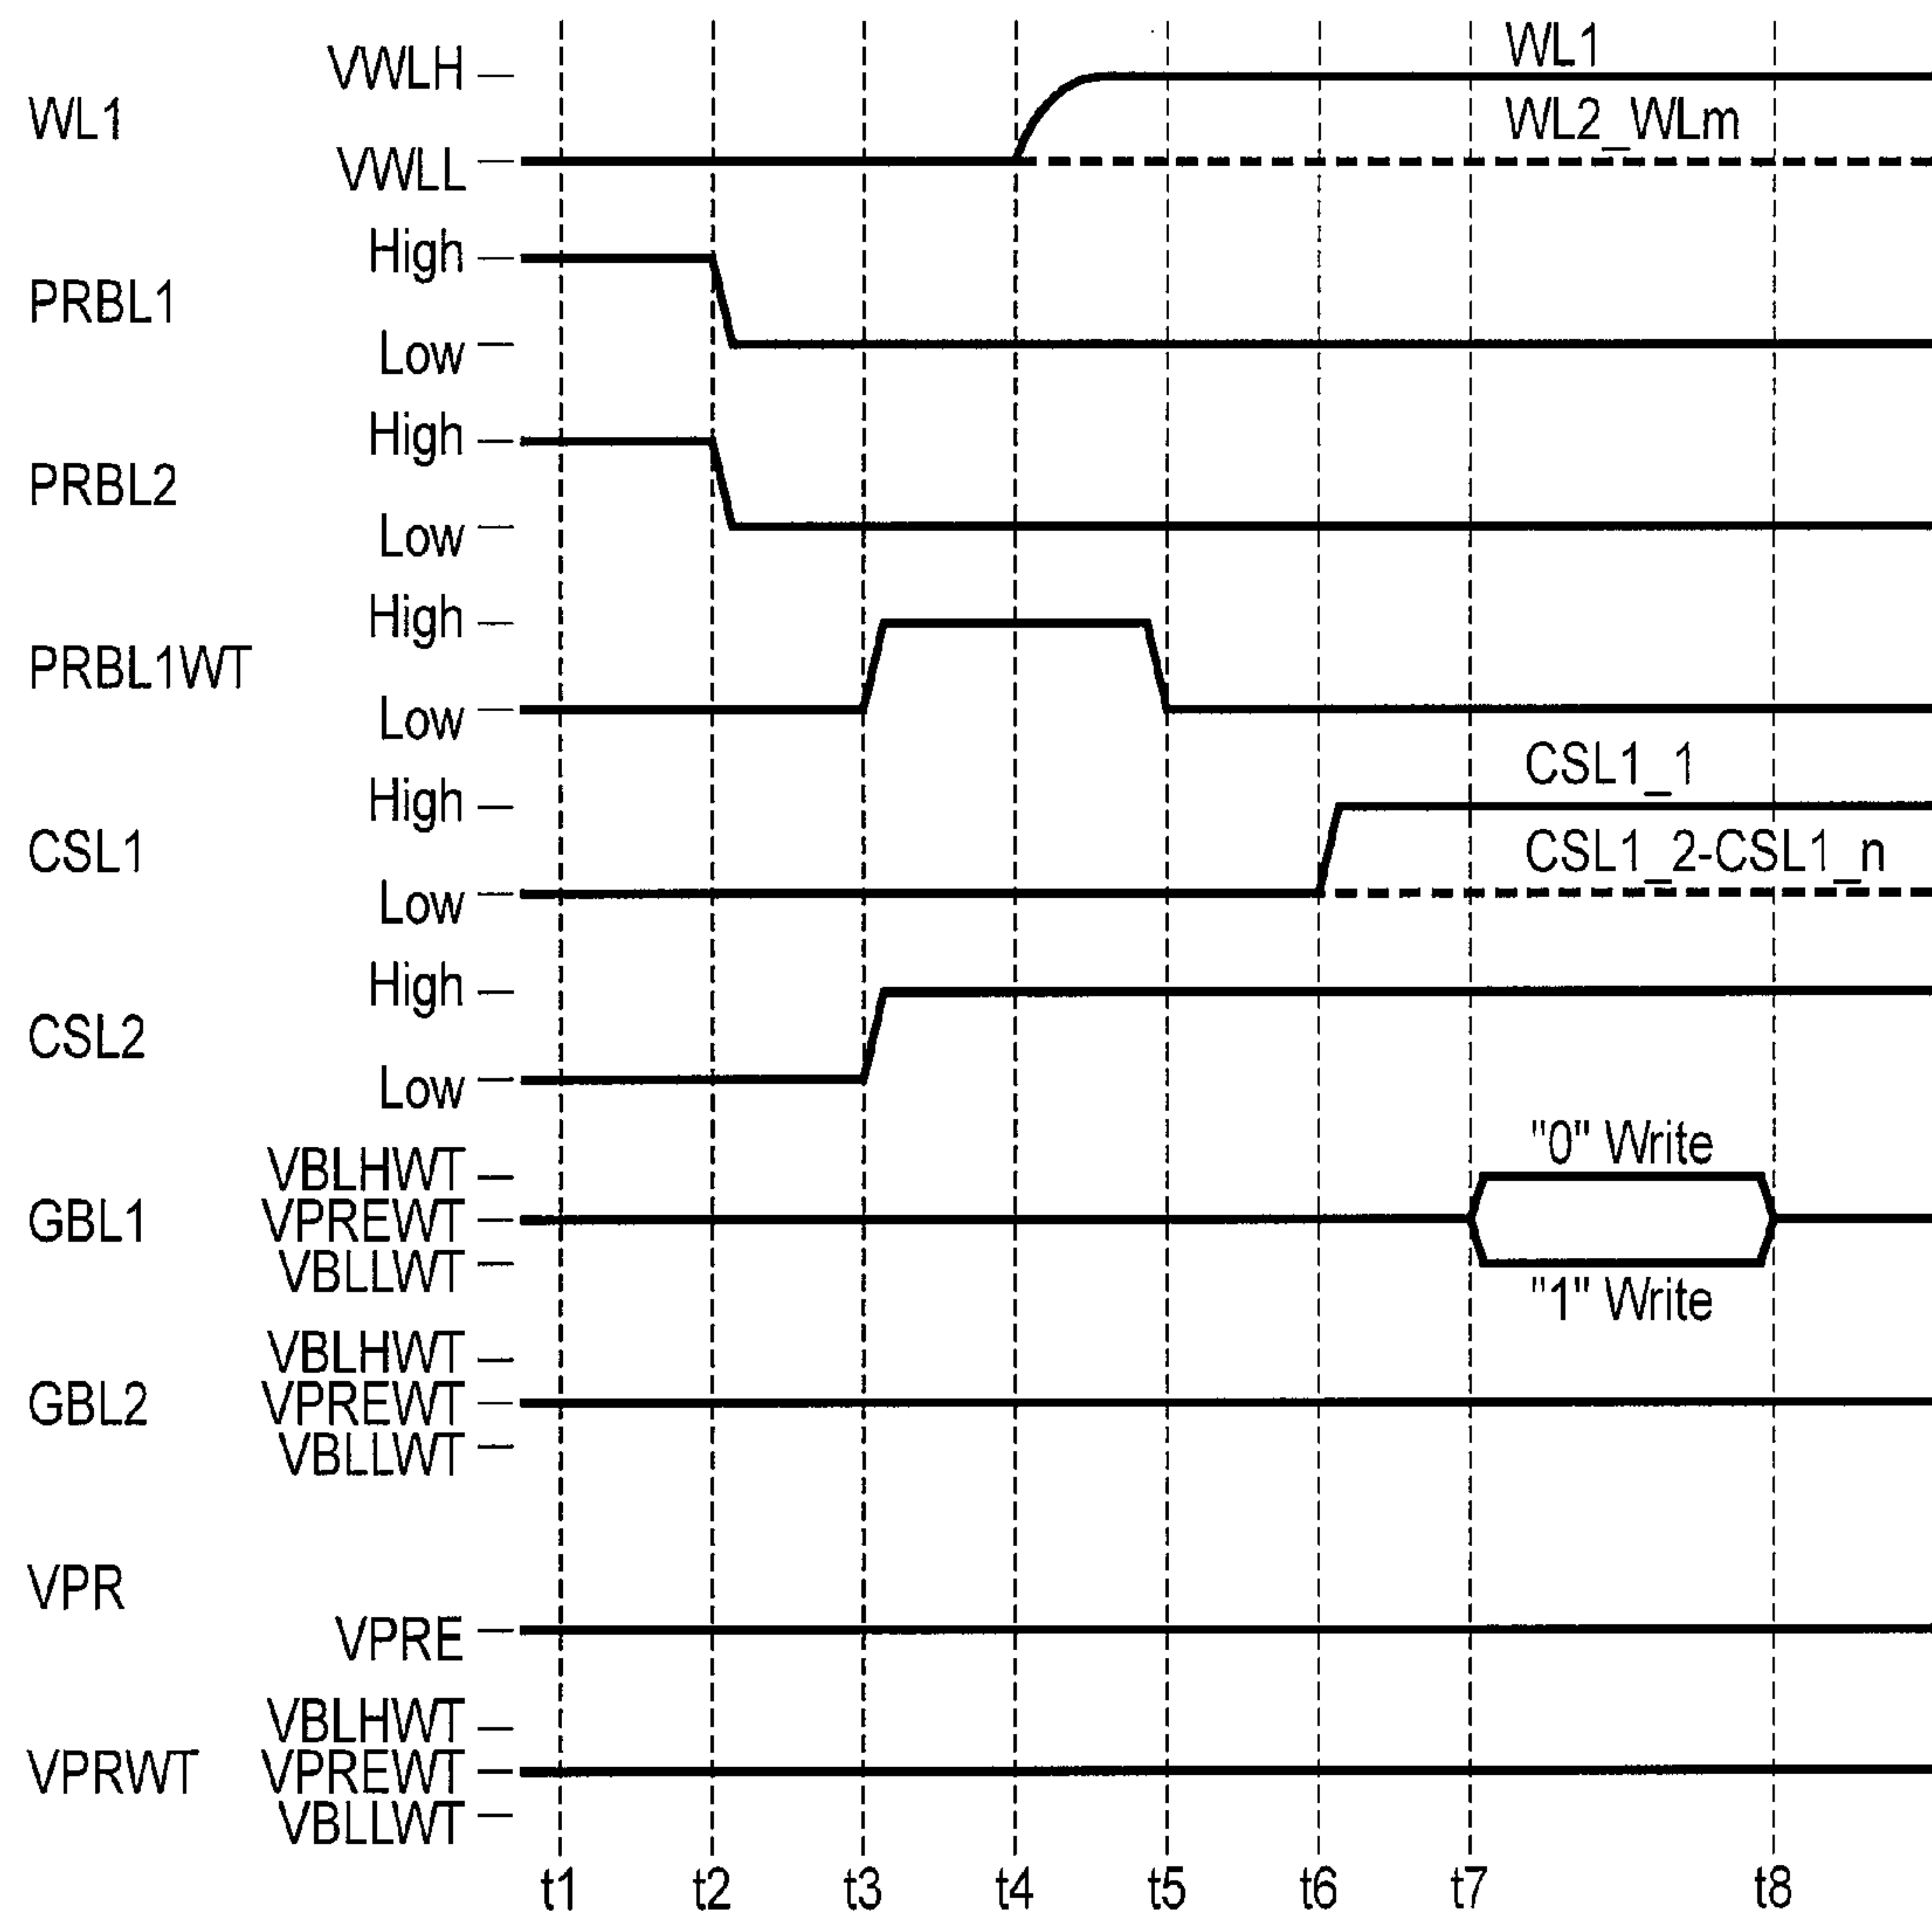 VWLH
WL1
WL1
WL2_WLm
VWLL
High
PRBL1
Low
High
PRBL2
Low
High
PRBL1WT
Low
CSL1_1
High
CSL1
CSL1_2-CSL1_n
Low
High
CSL2
Low
"0" Write
VBLHWT
GBL1
VPREWT
VBLLWT
"1" Write
VBLHWT
GBL2
VPREWT
VBLLWT
VPR
VPRE
VBLHWT
VPRWT
VPREWT
VBLLWT
t1 t2 t3 t4 t5 t6 t7 t8